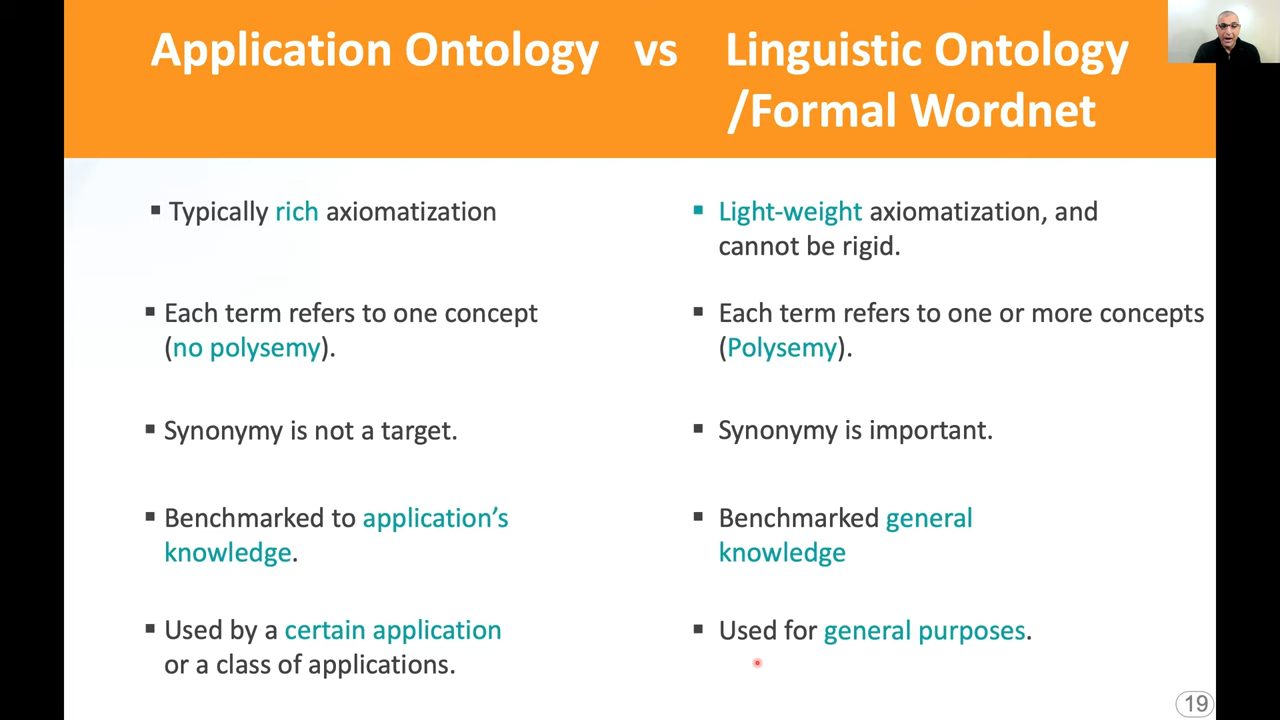 Application Ontology vs Linguistic Ontology
/Formal Wordnet
▪ Typically rich axiomatization
▪ Light-weight axiomatization, and
cannot be rigid.
▪ Each term refers to one concept
(no polysemy).
▪ Each term refers to one or more concepts
(Polysemy).
▪ Synonymy is not a target.
▪ Synonymy is important.
▪ Benchmarked to application’s
knowledge.
▪ Benchmarked general
knowledge
▪ Used by a certain application
or a class of applications.
▪ Used for general purposes.
19